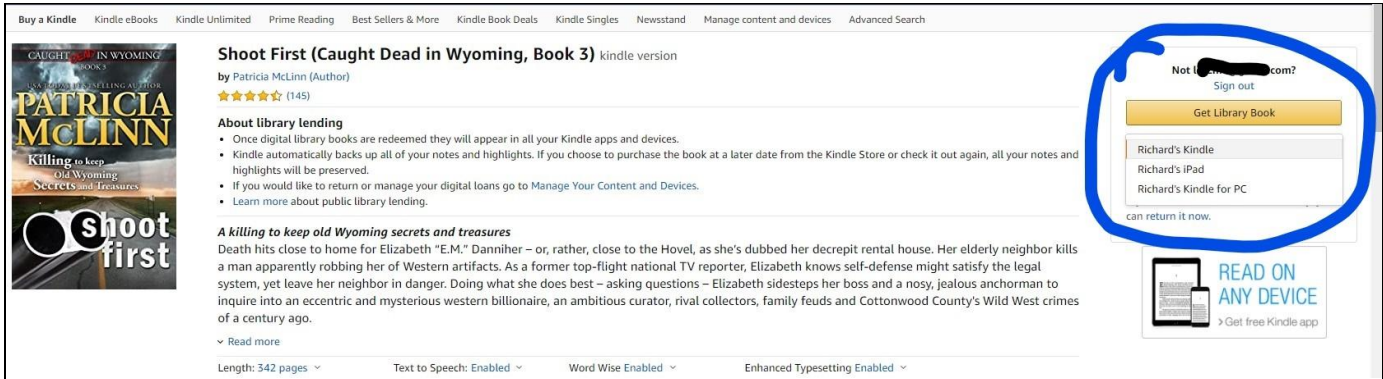 Buy a Kindle Kindle eBooks Kindle Unlimited Prime Reading Best Sellers & More Kindle Book Deals Kindle Singles Newsstand Manage content and devices Advanced Search
CAUGHT DEAD IN WYOMING
BOOK 3
USA TODAY BESTSELLING AUTHOR
PATRICIA
MCLINN
Killing to keep
Old Wyoming
Secrets and Treasures
shoot
first
Shoot First (Caught Dead in Wyoming, Book 3) kindle version
by Patricia McLinn (Author)
(145)
About library lending
• Once digital library books are redeemed they will appear in all your Kindle apps and devices.
• Kindle automatically backs up all of your notes and highlights. If you choose to purchase the book at a later date from the Kindle Store or check it out again, all your notes and
highlights will be preserved.
• If you would like to return or manage your digital loans go to Manage Your Content and Devices.
• Learn more about public library lending.
A killing to keep old Wyoming secrets and treasures
Death hits close to home for Elizabeth “E.M.” Danniher – or, rather, close to the Hovel, as she's dubbed her decrepit rental house. Her elderly neighbor kills
a man apparently robbing her of Western artifacts. As a former top-flight national TV reporter, Elizabeth knows self-defense might satisfy the legal
system, yet leave her neighbor in danger. Doing what she does best – asking questions – Elizabeth sidesteps her boss and a nosy, jealous anchorman to
inquire into an eccentric and mysterious western billionaire, an ambitious curator, rival collectors, family feuds and Cottonwood County's Wild West crimes
of a century ago.
Read more
Length: 342 pages Text to Speech: Enabled Word Wise Enabled Enhanced Typesetting Enabled
Not com?
Sign out
Get Library Book
Richard's Kindle
Richard's iPad
Richard's Kindle for PC
can return it now.
READ ON
ANY DEVICE
> Get free Kindle app